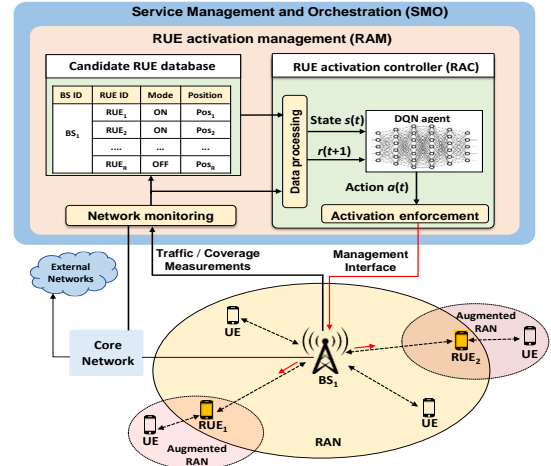 Service Management and Orchestration (SMO)
RUE activation management (RAM)
Candidate RUE database
BS ID RUE ID Mode Position
BS₁
RUE₁ ON Pos₁
RUE₂ ON Pos₂
.... ... ...
RUE_R OFF Pos_R
RUE activation controller (RAC)
Data processing
State s(t)
r(t+1)
DQN agent
Action a(t)
Activation enforcement
Network monitoring
Traffic / Coverage
Measurements
Management
Interface
External
Networks
Core
Network
UE
BS₁
Augmented
RAN
RUE₂
UE
UE
RUE₁
UE
Augmented
RAN
RAN